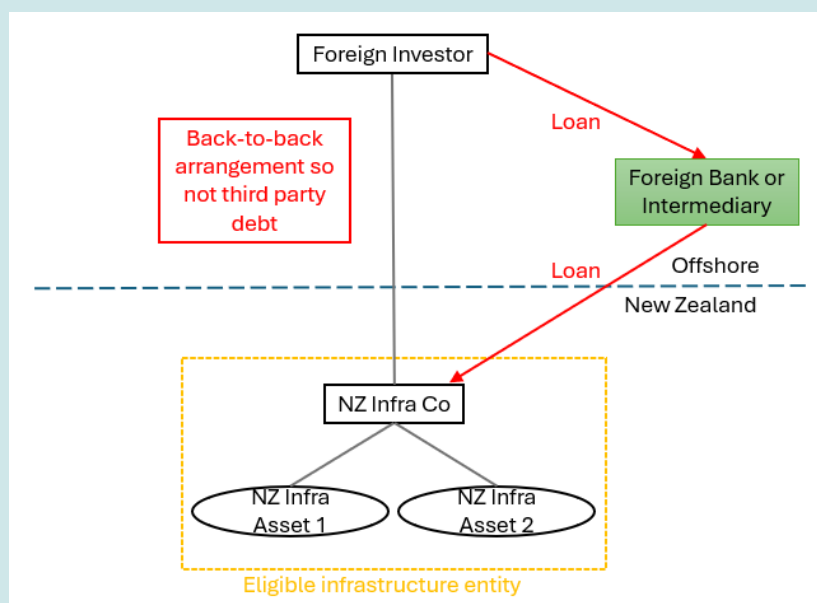 Foreign Investor
Loan
Back-to-back
arrangement so
not third party
debt
Foreign Bank or
Intermediary
Loan
Offshore
New Zealand
NZ Infra Co
NZ Infra
Asset 1
NZ Infra
Asset 2
Eligible infrastructure entity